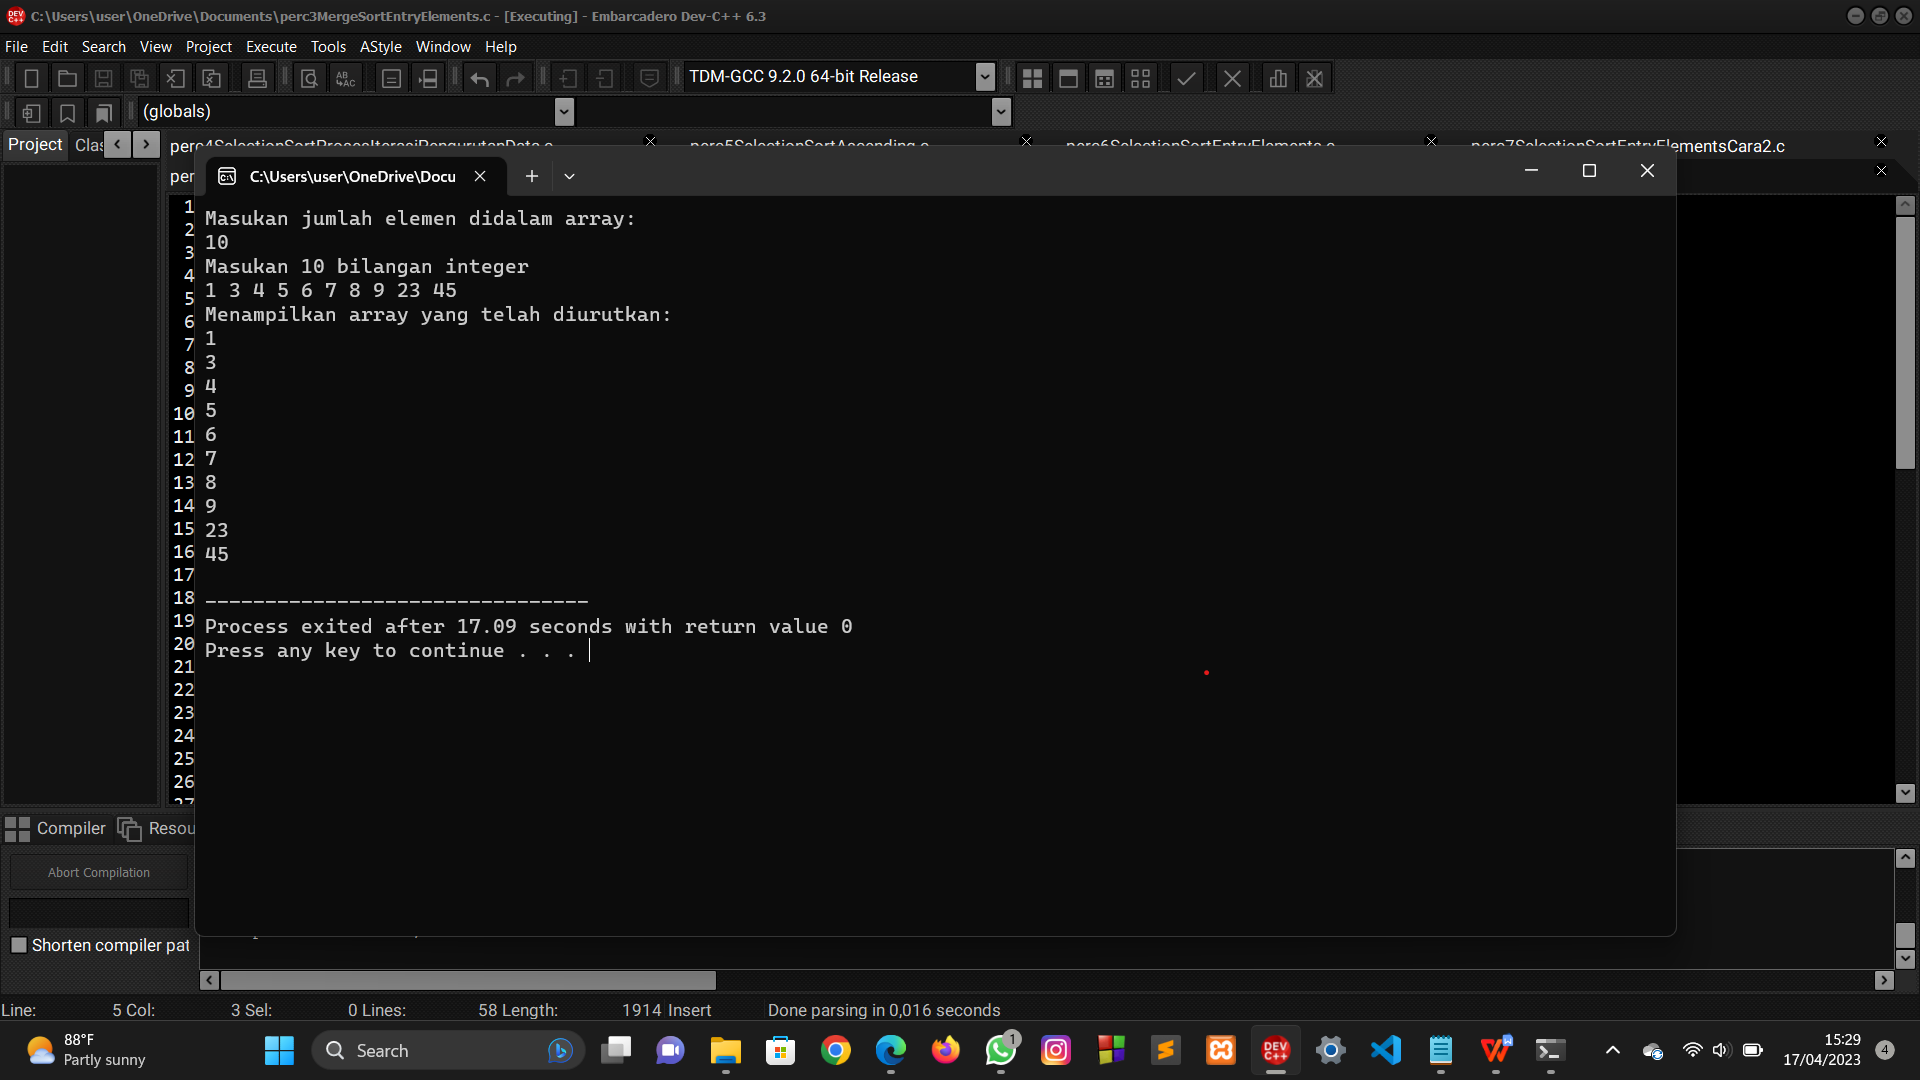 C:\Users\user\OneDrive\Documents\perc3MergeSortEntryElements.c - [Executing] - Embarcadero Dev-C++ 6.3
File Edit Search View Project Execute Tools AStyle Window Help
TDM-GCC 9.2.0 64-bit Release
(globals)
Project Clas
perc4SelectionSortProsesIterasiPengurutanData.c perc5SelectionSortAscending.c perc6SelectionSortEntryElements.c perc7SelectionSortEntryElementsCara2.c
per
C:\Users\user\OneDrive\Docu
1
2
3
4
5
6
7
8
9
10
11
12
13
14
15
16
17
18
19
20
21
22
23
24
25
26
27
Masukan jumlah elemen didalam array:
10
Masukan 10 bilangan integer
1 3 4 5 6 7 8 9 23 45
Menampilkan array yang telah diurutkan:
1
3
4
5
6
7
8
9
23
45
--------------------------------
Process exited after 17.09 seconds with return value 0
Press any key to continue . . .
Compiler Resou
Abort Compilation
Shorten compiler pat
Line: 5 Col: 3 Sel: 0 Lines: 58 Length: 1914 Insert Done parsing in 0,016 seconds
88°F
Partly sunny
Search
1
DEV C++
15:29
17/04/2023
4